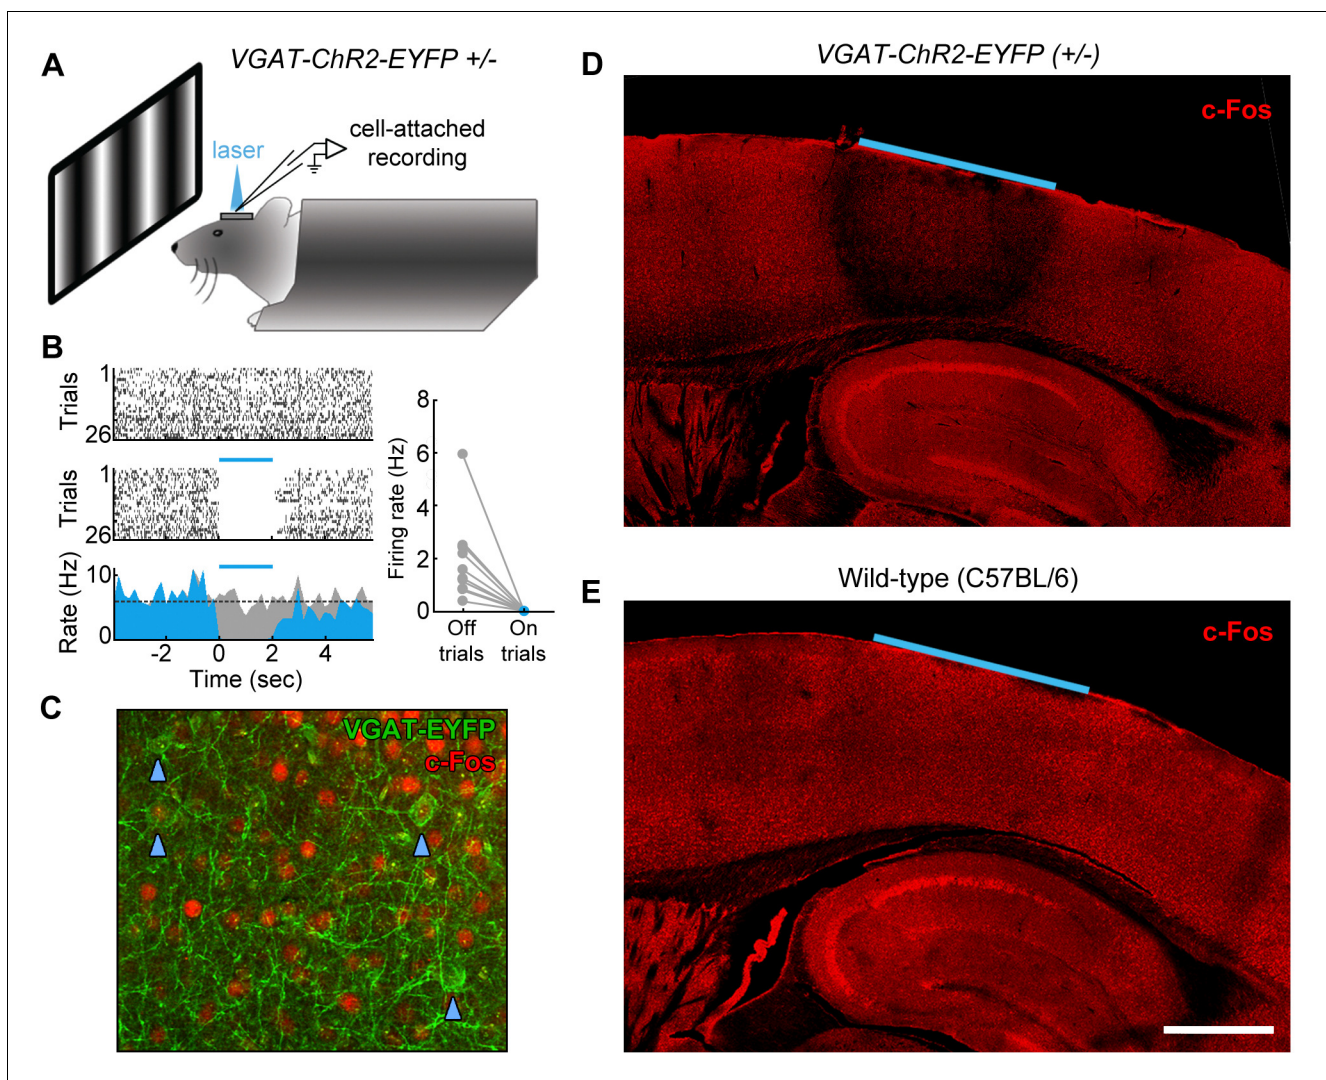 A
VGAT-ChR2-EYFP +/-
laser
cell-attached
recording
B
Trials
1
26
Trials
1
26
Rate (Hz)
10
0
-2
0
2
4
Time (sec)
Firing rate (Hz)
8
6
4
2
0
Off
trials
On
trials
C
VGAT-EYFP
c-Fos
D
VGAT-ChR2-EYFP (+/-)
c-Fos
E
Wild-type (C57BL/6)
c-Fos